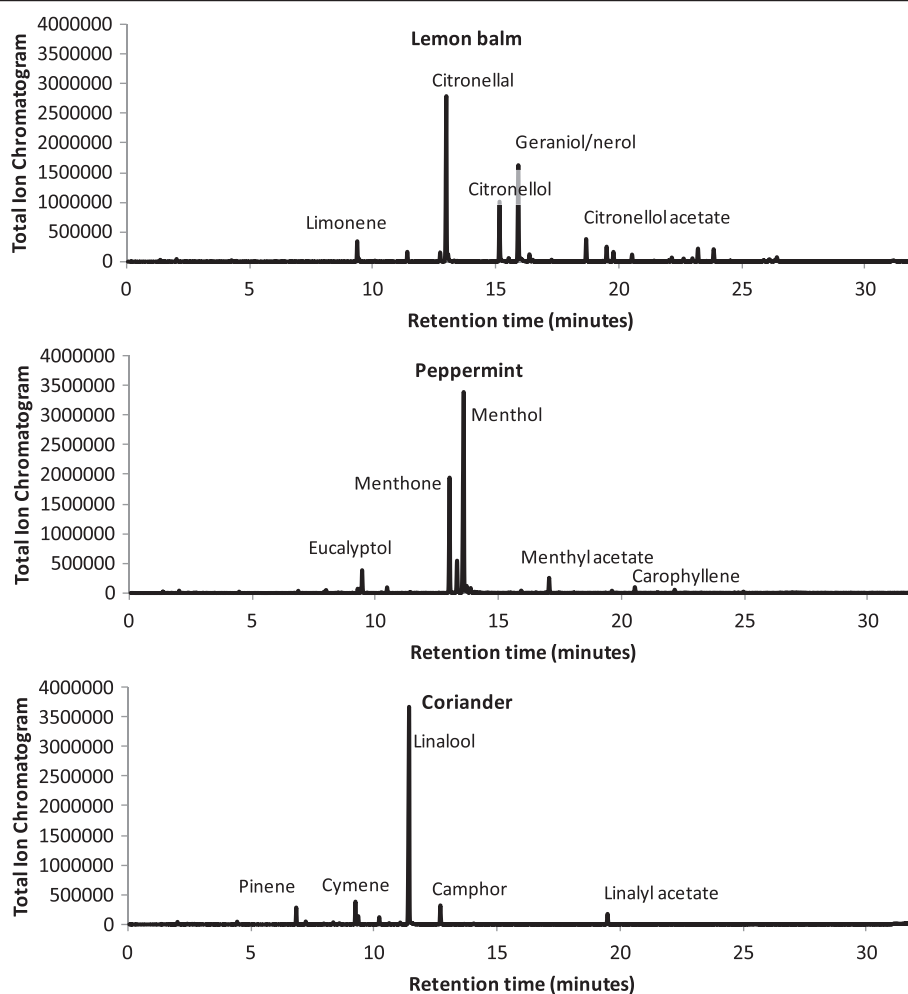 Lemon balm
Total Ion Chromatogram
4000000
3500000
3000000
2500000
2000000
1500000
1000000
500000
0
Citronellal
Geraniol/nerol
Citronellol
Limonene
Citronellol acetate
0 5 10 15 20 25 30
Retention time (minutes)
Peppermint
Total Ion Chromatogram
4000000
3500000
3000000
2500000
2000000
1500000
1000000
500000
0
Menthol
Menthone
Eucalyptol
Menthyl acetate
Carophyllene
0 5 10 15 20 25 30
Retention time (minutes)
Coriander
Total Ion Chromatogram
4000000
3500000
3000000
2500000
2000000
1500000
1000000
500000
0
Linalool
Pinene
Cymene
Camphor
Linalyl acetate
0 5 10 15 20 25 30
Retention time (minutes)